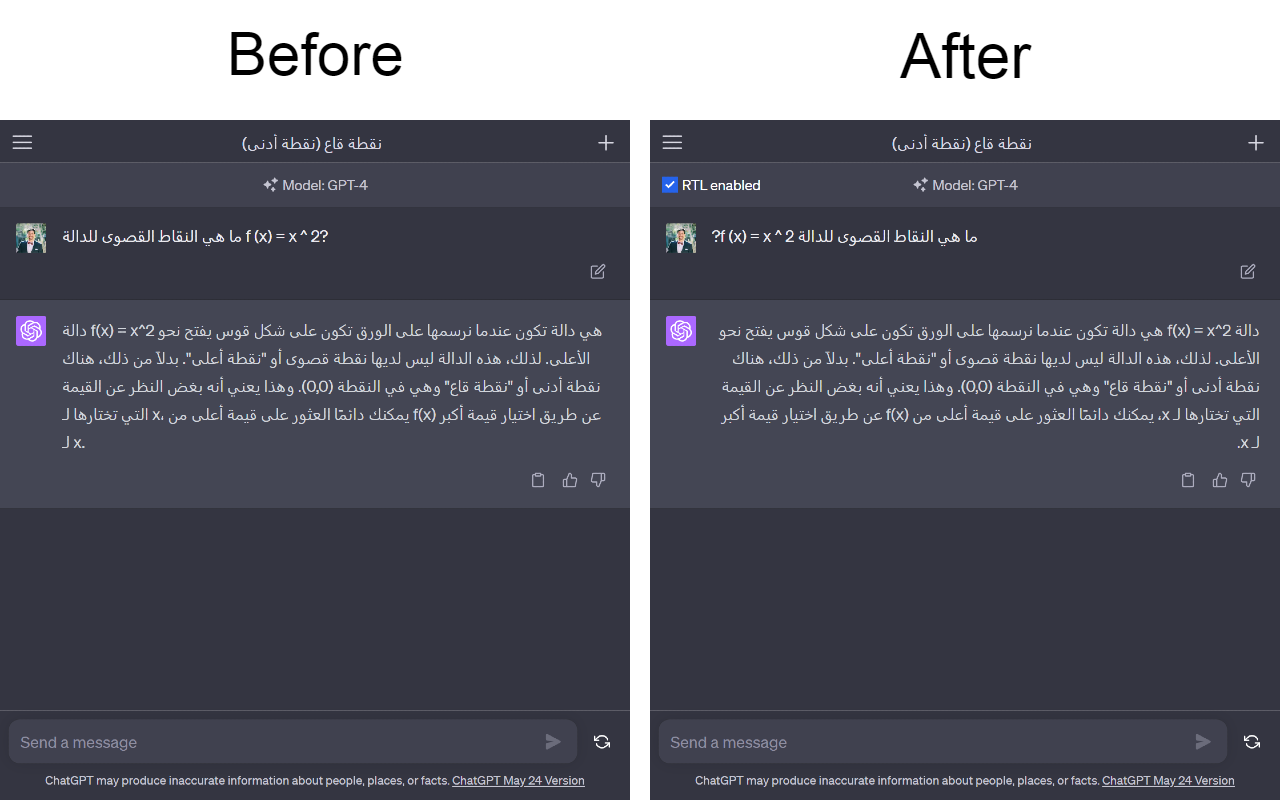 Before
After
نقطة قاع (نقطة أدنى)
Model: GPT-4
ما هي النقاط القصوى للدالة f (x) = x ^ 2?
دالة f(x) = x^2 هي دالة تكون عندما نرسمها على الورق تكون على شكل قوس يفتح نحو
الأعلى. لذلك، هذه الدالة ليس لديها نقطة قصوى أو "نقطة أعلى". بدلاً من ذلك، هناك
نقطة أدنى أو "نقطة قاع" وهي في النقطة (0,0). وهذا يعني أنه بغض النظر عن القيمة
التي تختارها لـ x، يمكنك دائمًا العثور على قيمة أعلى من f(x) عن طريق اختيار قيمة أكبر
لـ x.
Send a message
ChatGPT may produce inaccurate information about people, places, or facts. ChatGPT May 24 Version
نقطة قاع (نقطة أدنى)
RTL enabled
Model: GPT-4
ما هي النقاط القصوى للدالة f (x) = x ^ 2?
دالة f(x) = x^2 هي دالة تكون عندما نرسمها على الورق تكون على شكل قوس يفتح نحو
الأعلى. لذلك، هذه الدالة ليس لديها نقطة قصوى أو "نقطة أعلى". بدلاً من ذلك، هناك
نقطة أدنى أو "نقطة قاع" وهي في النقطة (0,0). وهذا يعني أنه بغض النظر عن القيمة
التي تختارها لـ x، يمكنك دائمًا العثور على قيمة أعلى من f(x) عن طريق اختيار قيمة أكبر
لـ x.
Send a message
ChatGPT may produce inaccurate information about people, places, or facts. ChatGPT May 24 Version